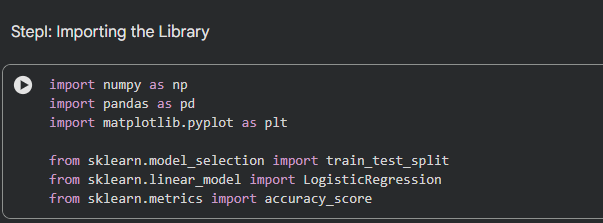 StepI: Importing the Library
import numpy as np
import pandas as pd
import matplotlib.pyplot as plt
from sklearn.model_selection import train_test_split
from sklearn.linear_model import LogisticRegression
from sklearn.metrics import accuracy_score